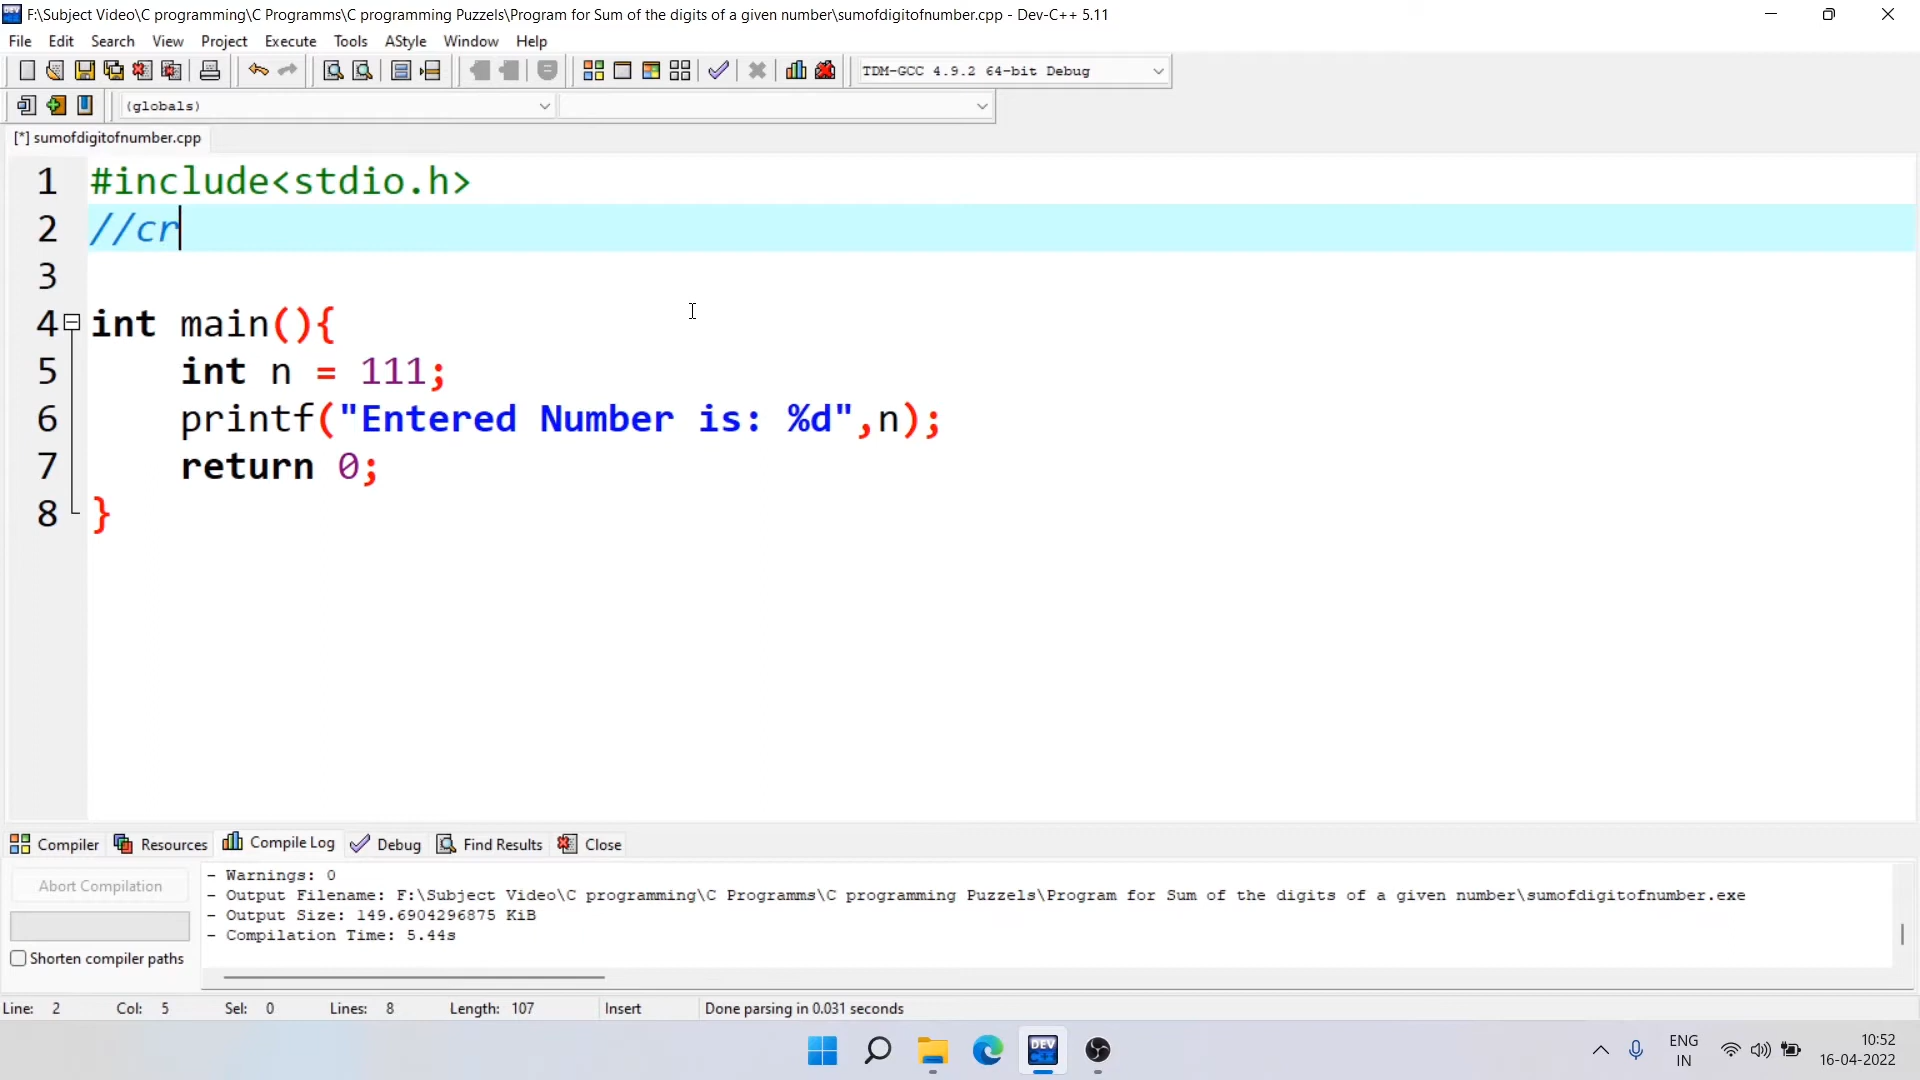 F:\Subject Video\C programming\C Programms\C programming Puzzels\Program for Sum of the digits of a given number\sumofdigitofnumber.cpp - Dev-C++ 5.11
File Edit Search View Project Execute Tools AStyle Window Help
TDM-GCC 4.9.2 64-bit Debug
(globals)
[*] sumofdigitofnumber.cpp
1 #include<stdio.h>
2 //cr
3
4 int main(){
5 int n = 111;
6 printf("Entered Number is: %d",n);
7 return 0;
8 }
Compiler Resources Compile Log Debug Find Results Close
Abort Compilation
Shorten compiler paths
- Warnings: 0
- Output Filename: F:\Subject Video\C programming\C Programms\C programming Puzzels\Program for Sum of the digits of a given number\sumofdigitofnumber.exe
- Output Size: 149.6904296875 KiB
- Compilation Time: 5.44s
Line: 2 Col: 5 Sel: 0 Lines: 8 Length: 107 Insert Done parsing in 0.031 seconds
DEV
ENG
IN
10:52
16-04-2022